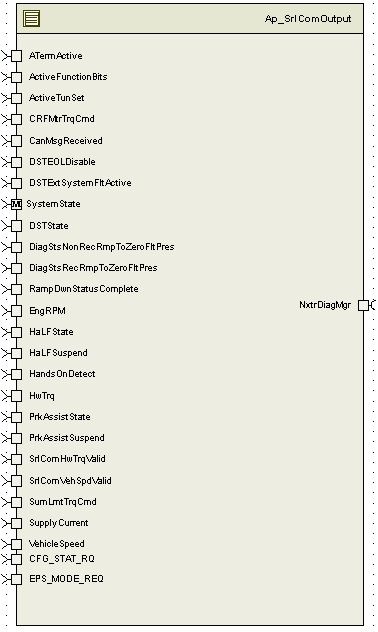 Ap_SrlComOutput
ATermActive
ActiveFunctionBits
ActiveTunSet
CRFMtrTrqCmd
CanMsgReceived
DSTEOLDisable
DSTExtSystemFltActive
M SystemState
DSTState
DiagStsNonRecRmpToZeroFltPres
DiagStsRecRmpToZeroFltPres
RampDwnStatusComplete
NxtrDiagMgr
EngRPM
HaLFState
HaLFSuspend
HandsOnDetect
HwTrq
PrkAssistState
PrkAssistSuspend
SrlComHwTrqValid
SrlComVehSpdValid
SumLmtTrqCmd
SupplyCurrent
VehicleSpeed
CFG_STAT_RQ
EPS_MODE_REQ